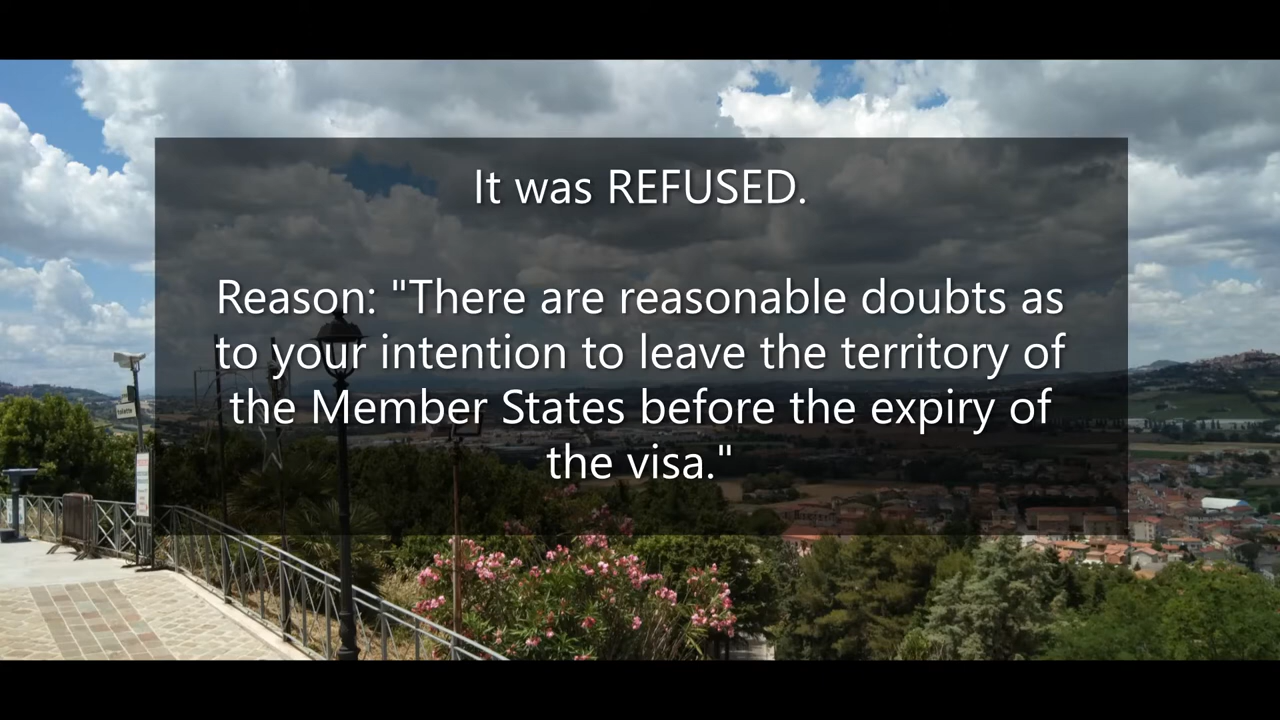 It was REFUSED.
Reason: "There are reasonable doubts as
to your intention to leave the territory of
the Member States before the expiry of
the visa."